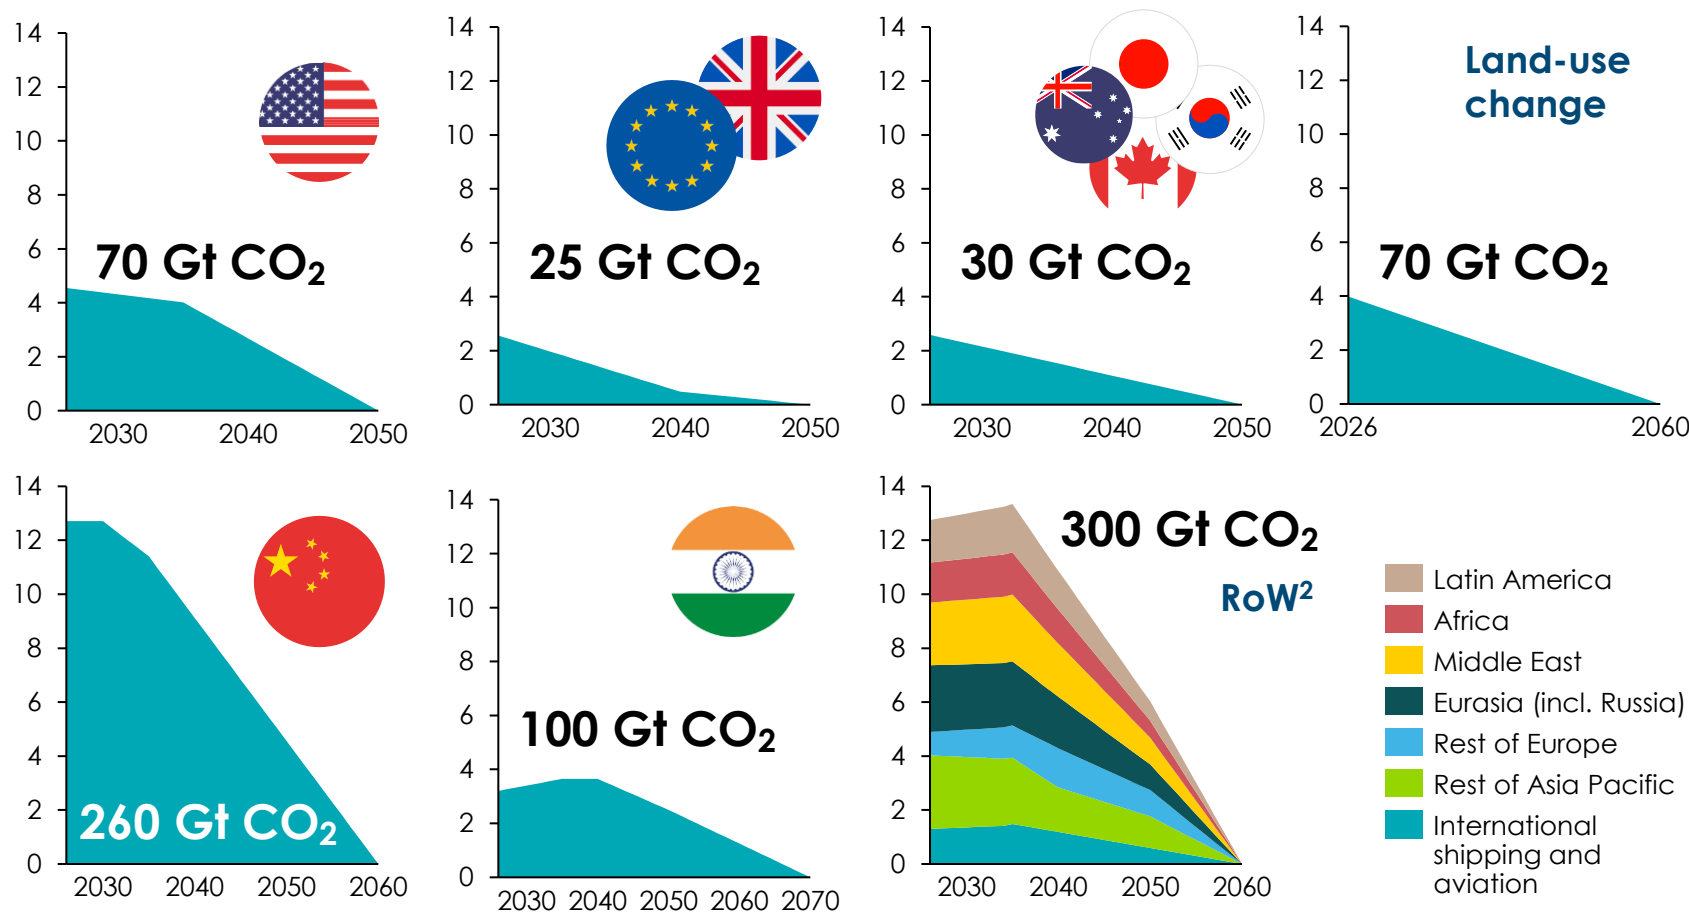 14
12
10
8
6
4
2
0
70 Gt CO₂
2030 2040 2050
14
12
10
8
6
4
2
0
25 Gt CO₂
2030 2040 2050
14
12
10
8
6
4
2
0
30 Gt CO₂
2030 2040 2050
14
12
10
8
6
4
2
0
Land-use
change
70 Gt CO₂
2026 2060
14
12
10
8
6
4
2
0
260 Gt CO₂
2030 2040 2050 2060
14
12
10
8
6
4
2
0
100 Gt CO₂
2030 2040 2050 2060 2070
14
12
10
8
6
4
2
0
300 Gt CO₂
RoW²
2030 2040 2050 2060
Latin America
Africa
Middle East
Eurasia (incl. Russia)
Rest of Europe
Rest of Asia Pacific
International
shipping and
aviation